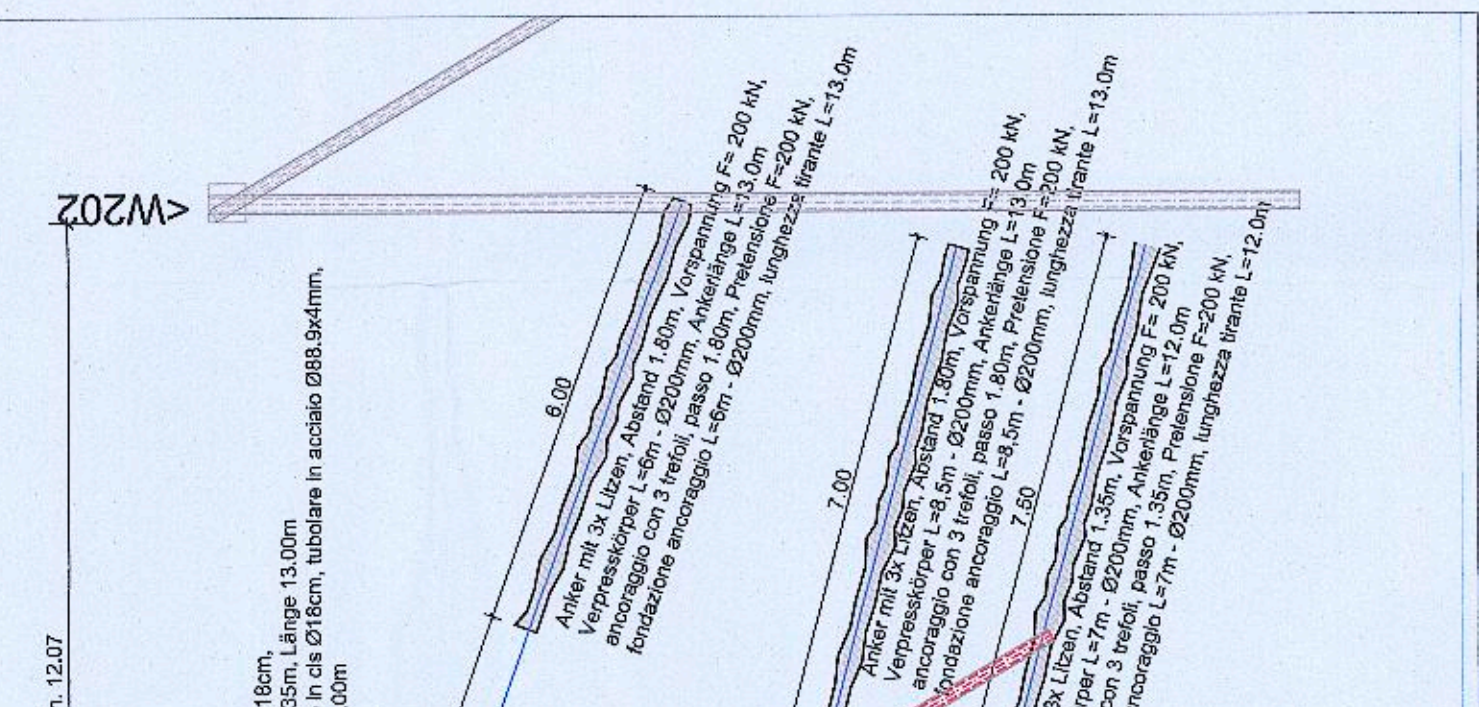 <W202
n. 12.07
18cm,
35m, Länge 13.00m
In cls Ø18cm, tubolare in acciaio Ø88.9x4mm,
,00m
6.00
Anker mit 3x Litzen, Abstand 1.80m, Vorspannung F= 200 kN,
Verpresskörper L=6m - Ø200mm, Ankerlänge L=13,0m
ancoraggio con 3 trefoli, passo 1.80m, Pretensione F=200 kN,
fondazione ancoraggio L=6m - Ø200mm, lunghezza tirante L=13.0m
7.00
Anker mit 3x Litzen, Abstand 1.80m, Vorspannung F= 200 kN,
Verpresskörper L=8,5m - Ø200mm, Ankerlänge L=13,0m
ancoraggio con 3 trefoli, passo 1.80m, Pretensione F=200 kN,
fondazione ancoraggio L=8,5m - Ø200mm, lunghezza tirante L=13.0m
7.50
3x Litzen, Abstand 1.35m, Vorspannung F= 200 kN,
rper L=7m - Ø200mm, Ankerlänge L=12.0m
con 3 trefoli, passo 1.35m, Pretensione F=200 kN,
ncoraggio L=7m - Ø200mm, lunghezza tirante L=12.0m